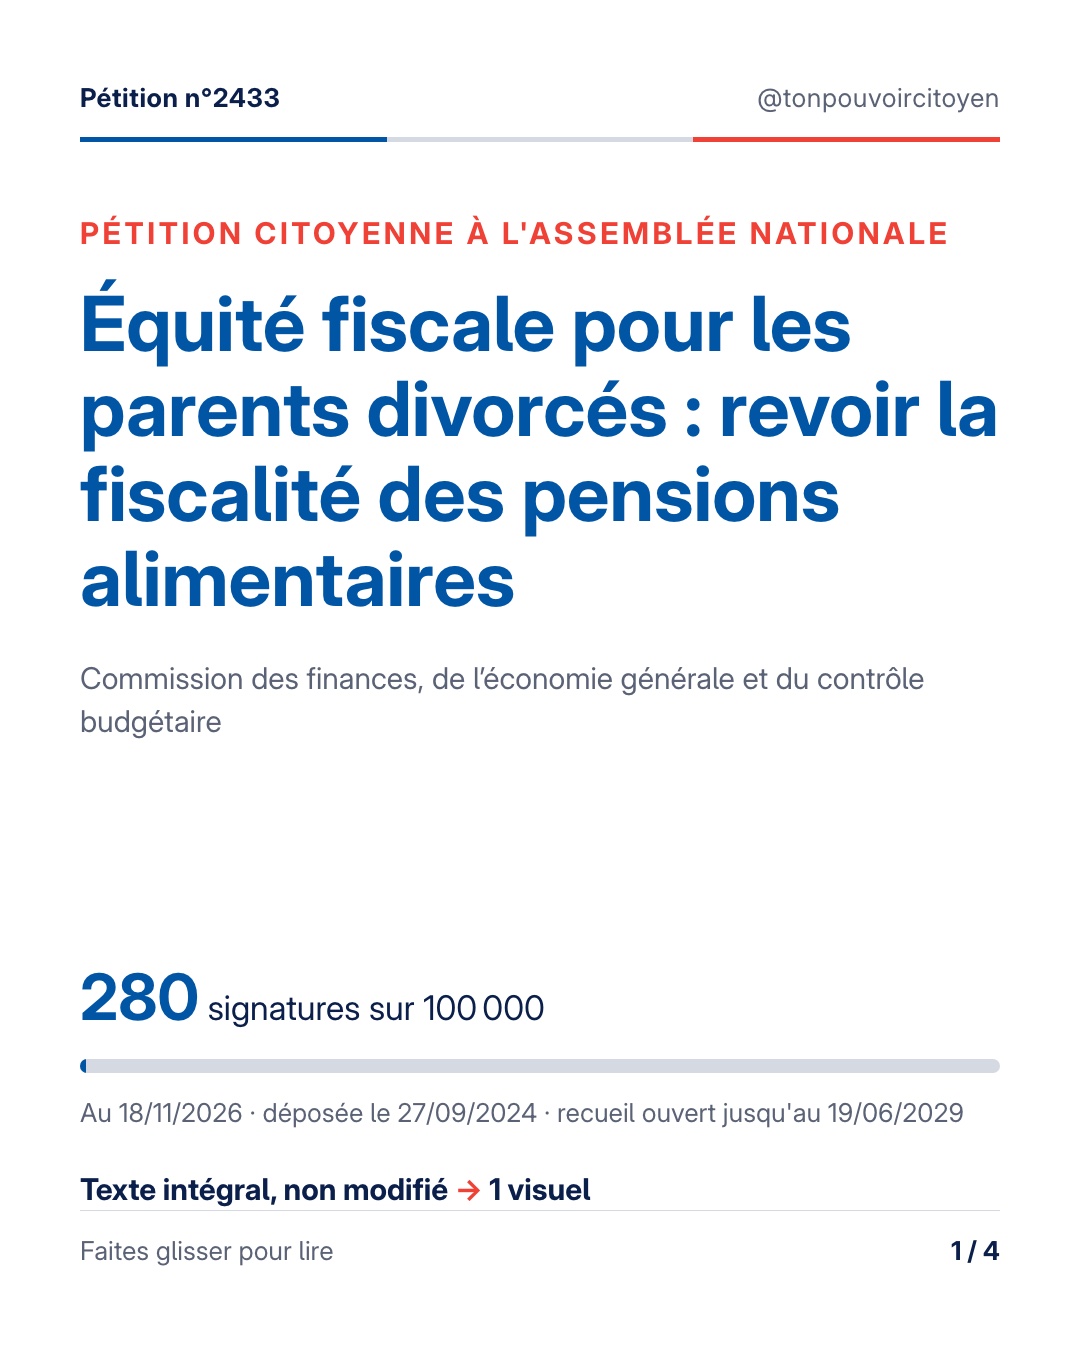 Pétition n°2433
@tonpouvoircitoyen
PÉTITION CITOYENNE À L'ASSEMBLÉE NATIONALE
Équité fiscale pour les
parents divorcés : revoir la
fiscalité des pensions
alimentaires
Commission des finances, de l’économie générale et du contrôle
budgétaire
280 signatures sur 100 000
Au 18/11/2026 · déposée le 27/09/2024 · recueil ouvert jusqu'au 19/06/2029
Texte intégral, non modifié → 1 visuel
Faites glisser pour lire
1 / 4